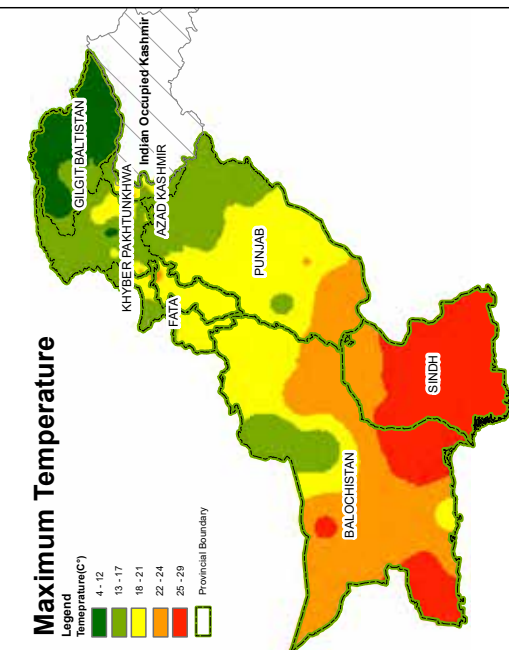 Maximum Temperature
Legend
Temeprature(C°)
4 - 12
13 - 17
18 - 21
22 - 24
25 - 29
Provincial Boundary
GILGIT BALTISTAN
KHYBER PAKHTUNKHWA
Indian Occupied Kashmir
AZAD KASHMIR
FATA
PUNJAB
BALOCHISTAN
SINDH